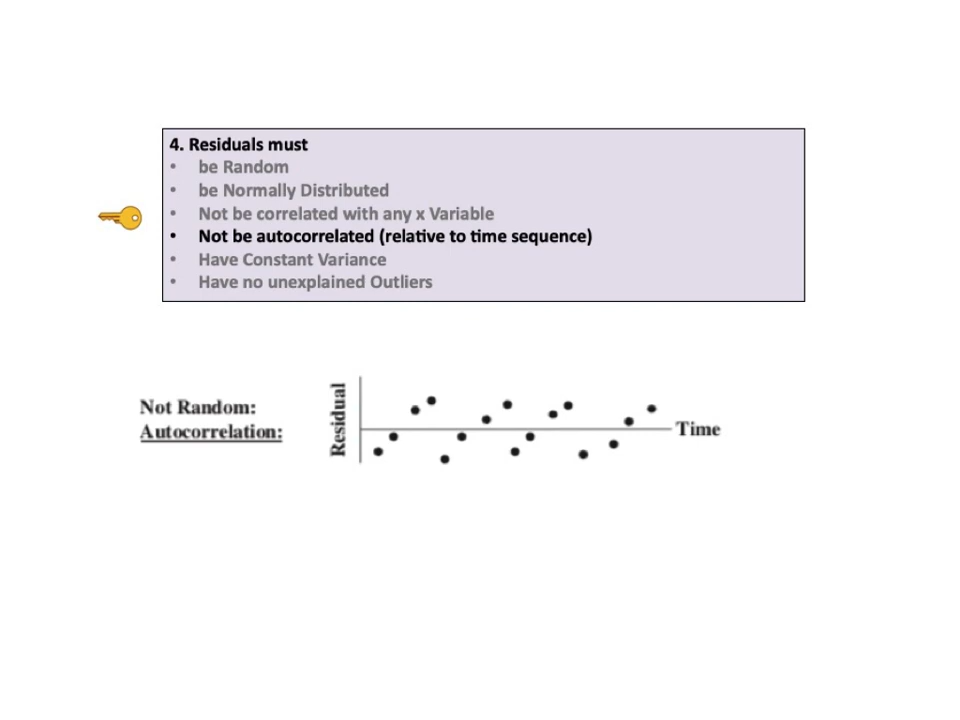 4. Residuals must
• be Random
• be Normally Distributed
• Not be correlated with any x Variable
• Not be autocorrelated (relative to time sequence)
• Have Constant Variance
• Have no unexplained Outliers
Not Random:
Autocorrelation:
Residual
Time